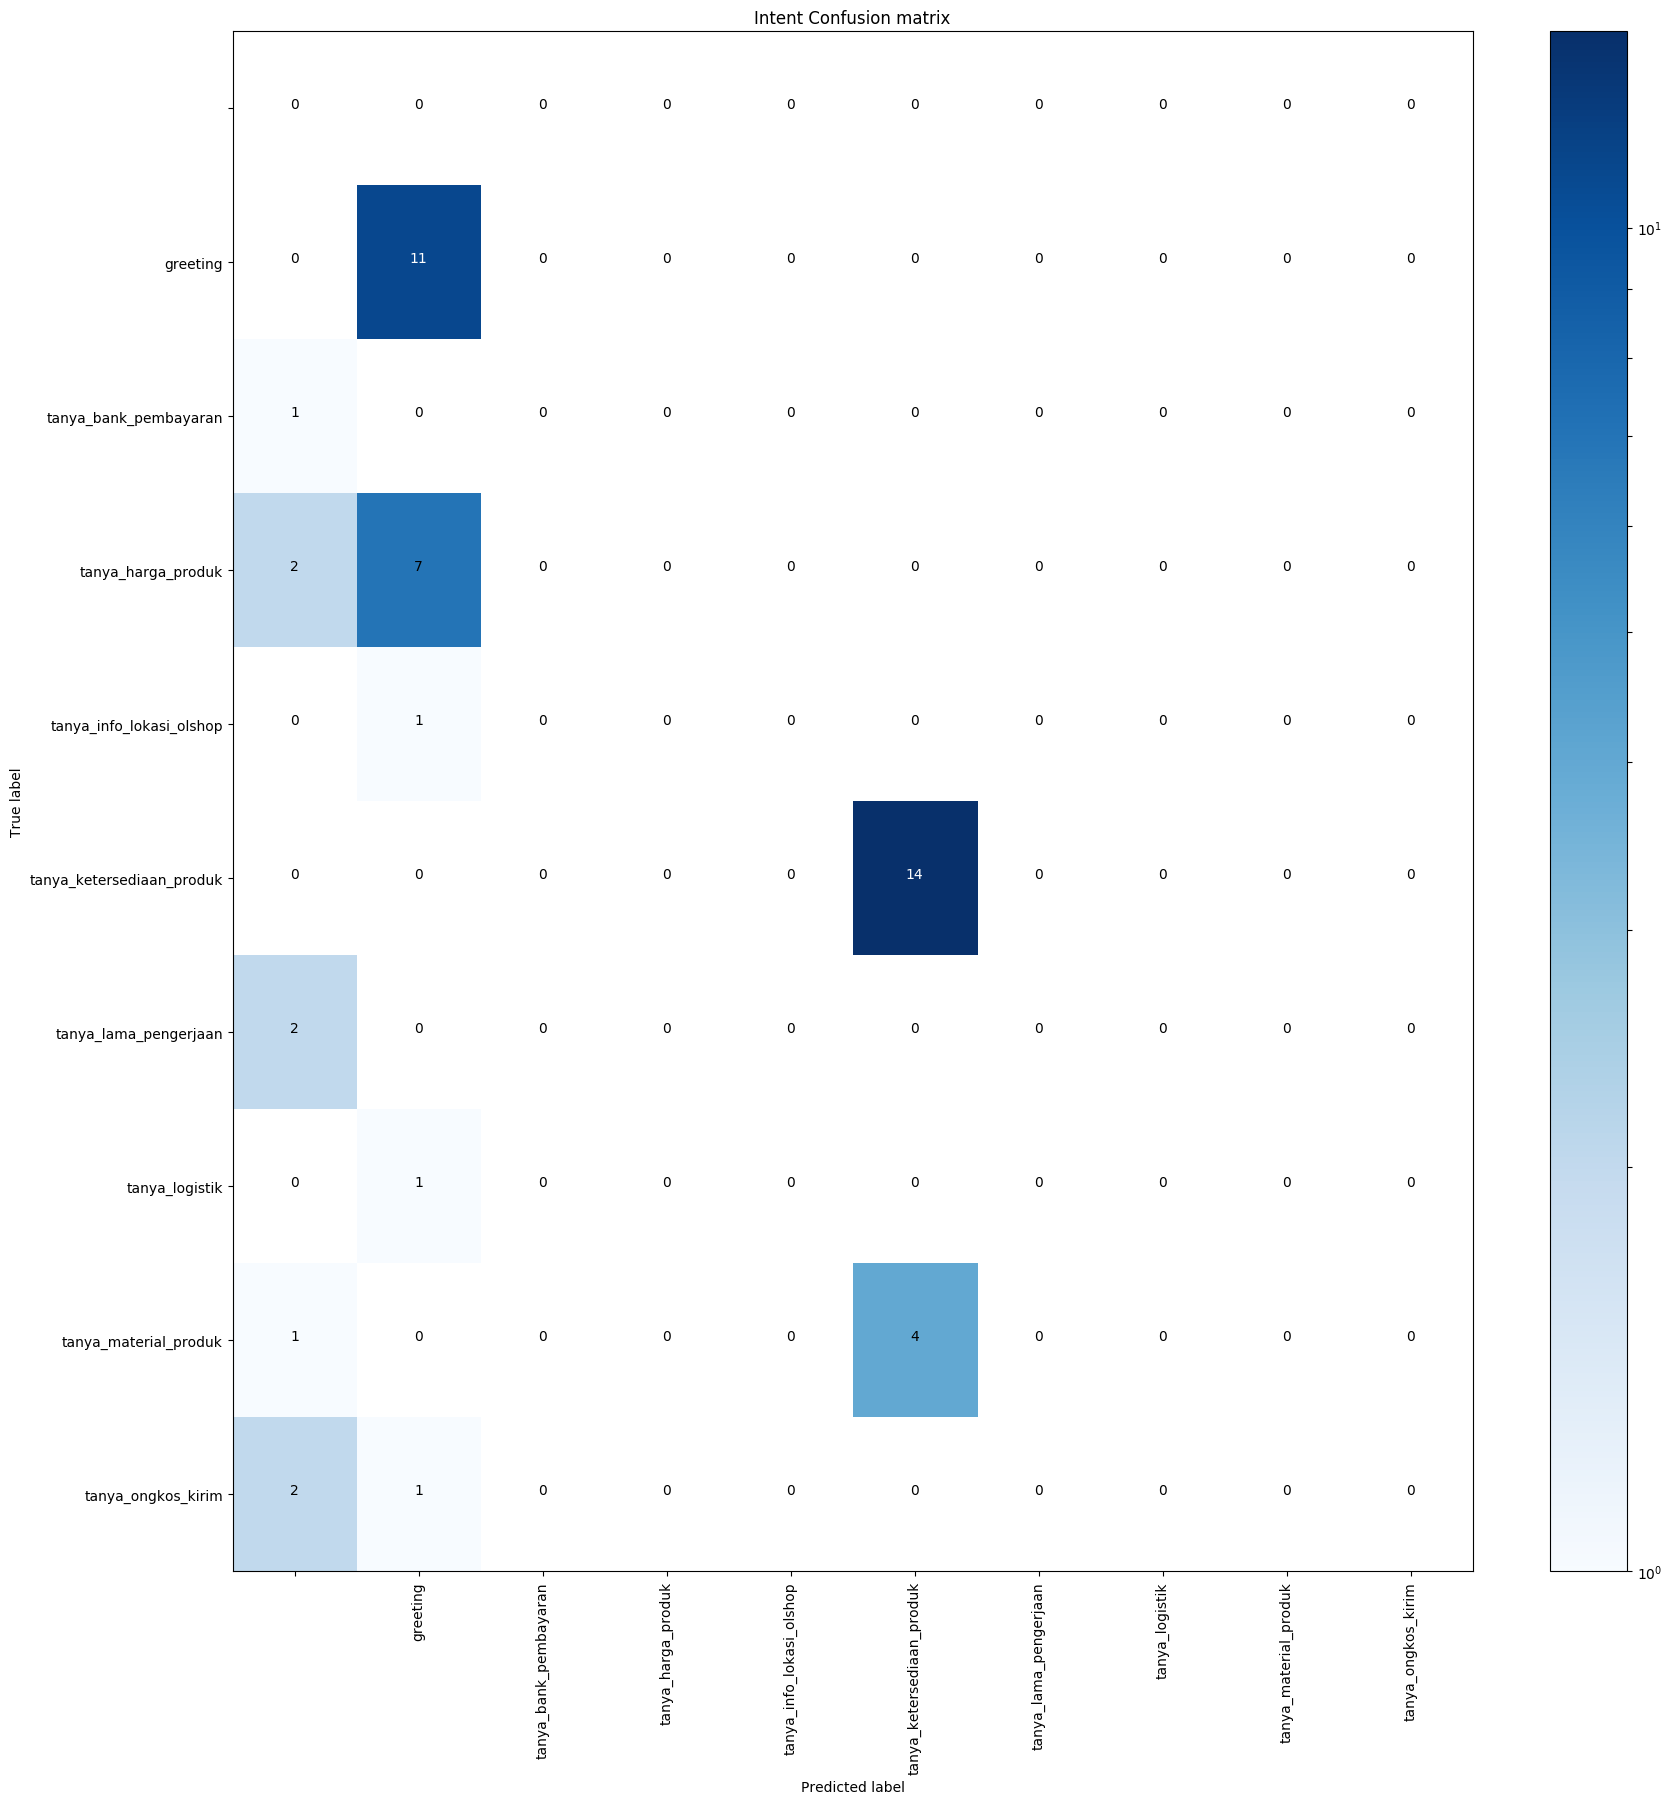 Intent Confusion matrix
0 0 0 0 0 0 0 0 0 0
greeting 0 11 0 0 0 0 0 0 0 0
tanya_bank_pembayaran 1 0 0 0 0 0 0 0 0 0
tanya_harga_produk 2 7 0 0 0 0 0 0 0 0
tanya_info_lokasi_olshop 0 1 0 0 0 0 0 0 0 0
tanya_ketersediaan_produk 0 0 0 0 0 14 0 0 0 0
tanya_lama_pengerjaan 2 0 0 0 0 0 0 0 0 0
tanya_logistik 0 1 0 0 0 0 0 0 0 0
tanya_material_produk 1 0 0 0 0 4 0 0 0 0
tanya_ongkos_kirim 2 1 0 0 0 0 0 0 0 0
True label
greeting
tanya_bank_pembayaran
tanya_harga_produk
tanya_info_lokasi_olshop
tanya_ketersediaan_produk
tanya_lama_pengerjaan
tanya_logistik
tanya_material_produk
tanya_ongkos_kirim
Predicted label
10¹
10⁰